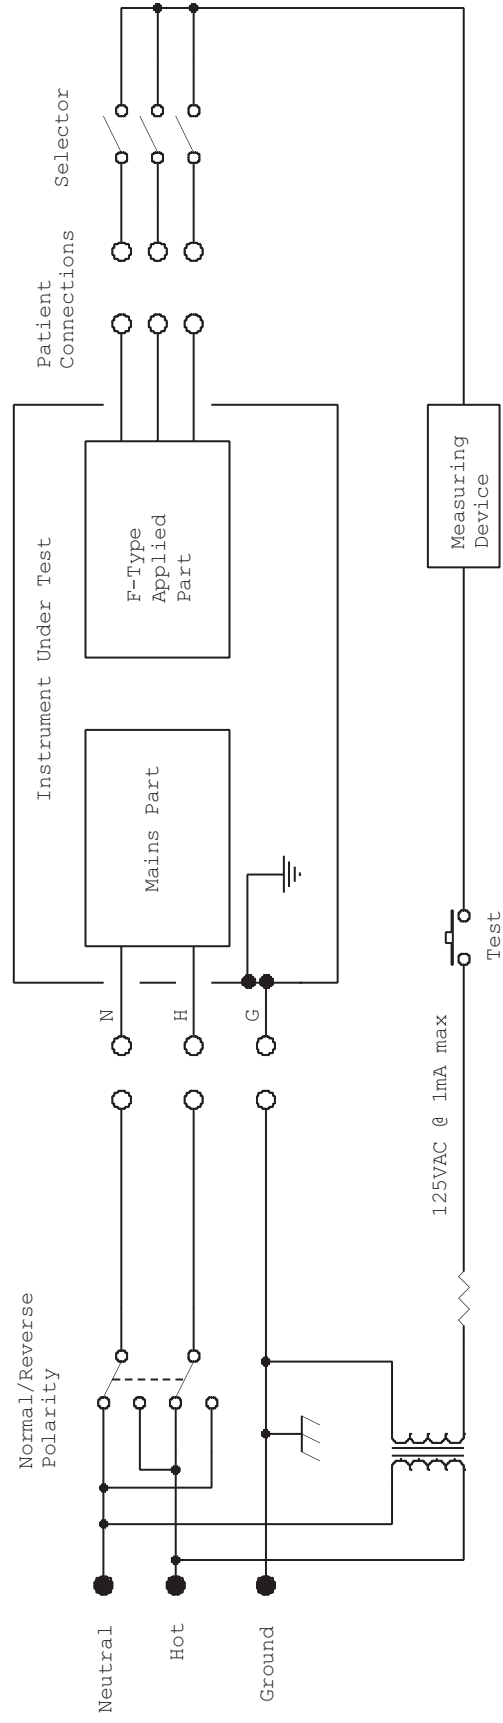 Neutral
Hot
Ground
Normal/Reverse
Polarity
N
H
G
Mains Part
Instrument Under Test
F-Type
Applied
Part
Patient
Connections
Selector
125VAC @ 1mA max
Test
Measuring
Device